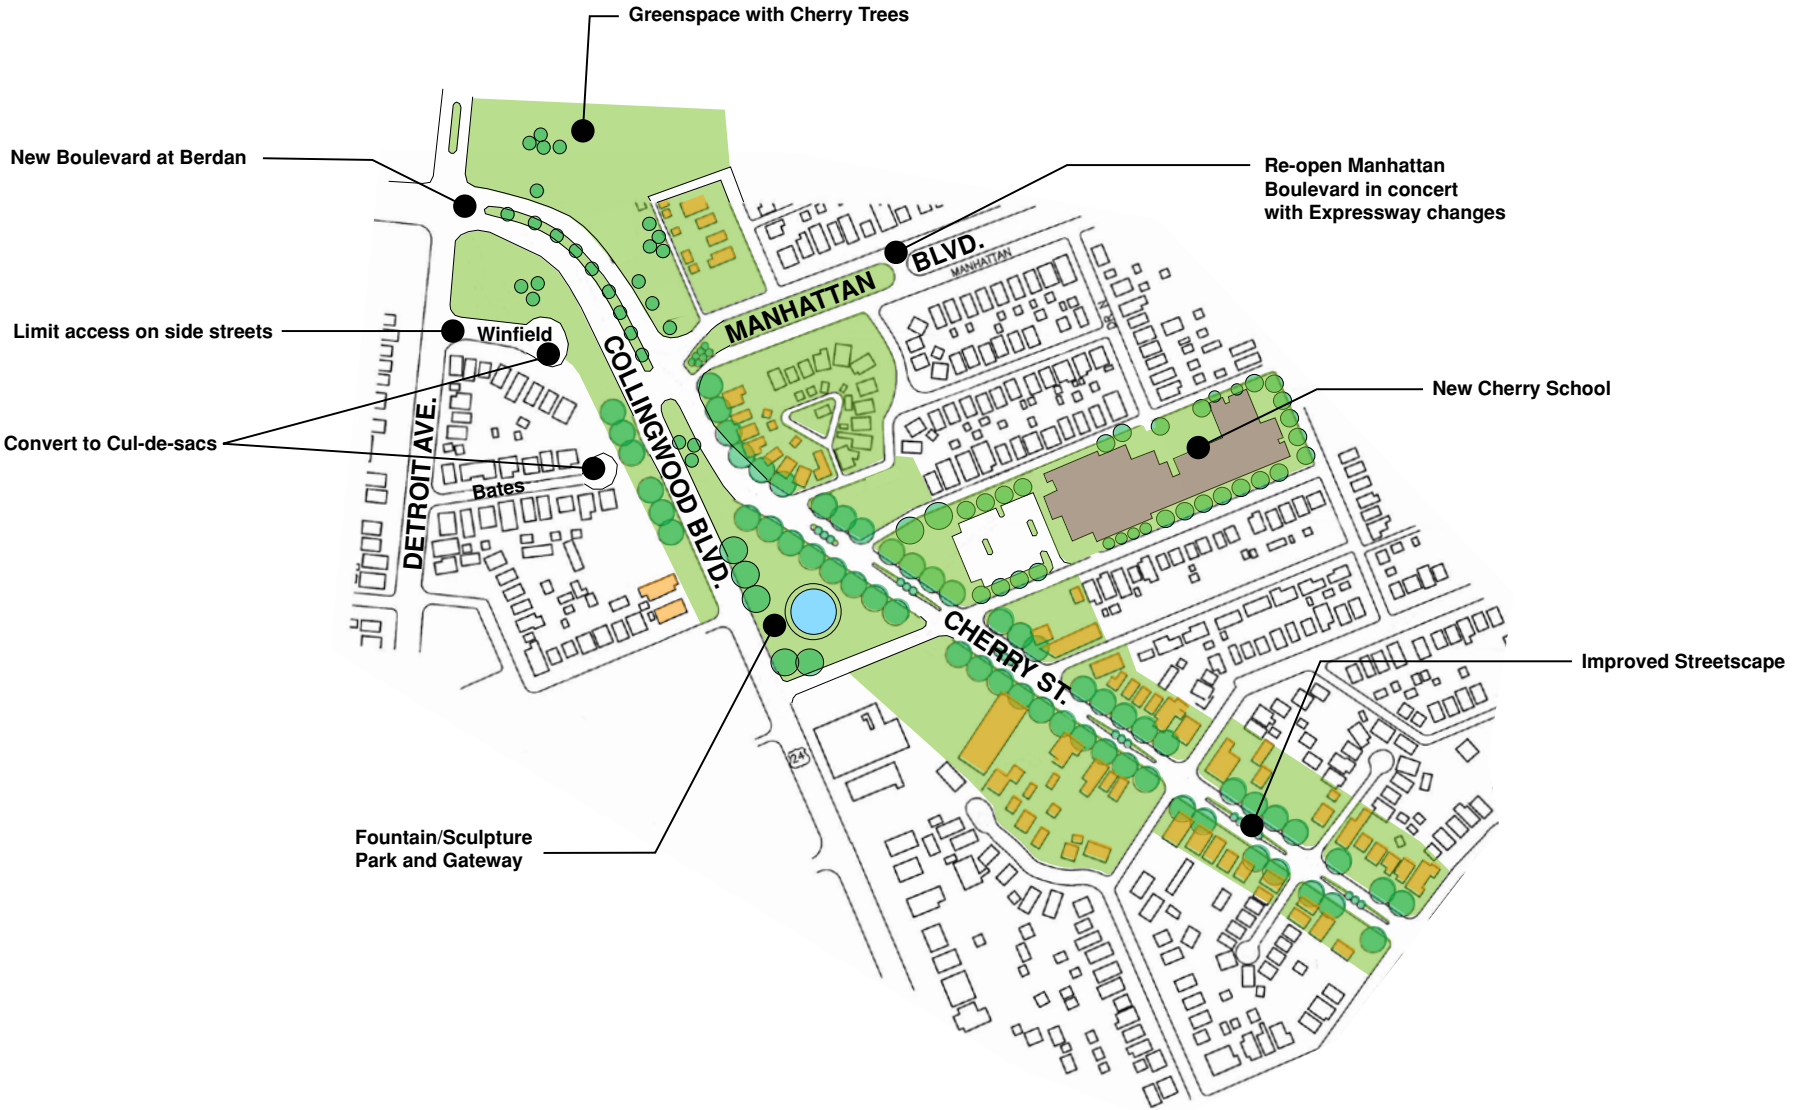 Greenspace with Cherry Trees
New Boulevard at Berdan
Re-open Manhattan
Boulevard in concert
with Expressway changes
BLVD.
MANHATTAN
MANHATTAN
DR. N
Limit access on side streets
Winfield
COLLINGWOOD BLVD.
New Cherry School
Convert to Cul-de-sacs
DETROIT AVE.
Bates
CHERRY ST.
Improved Streetscape
24
Fountain/Sculpture
Park and Gateway